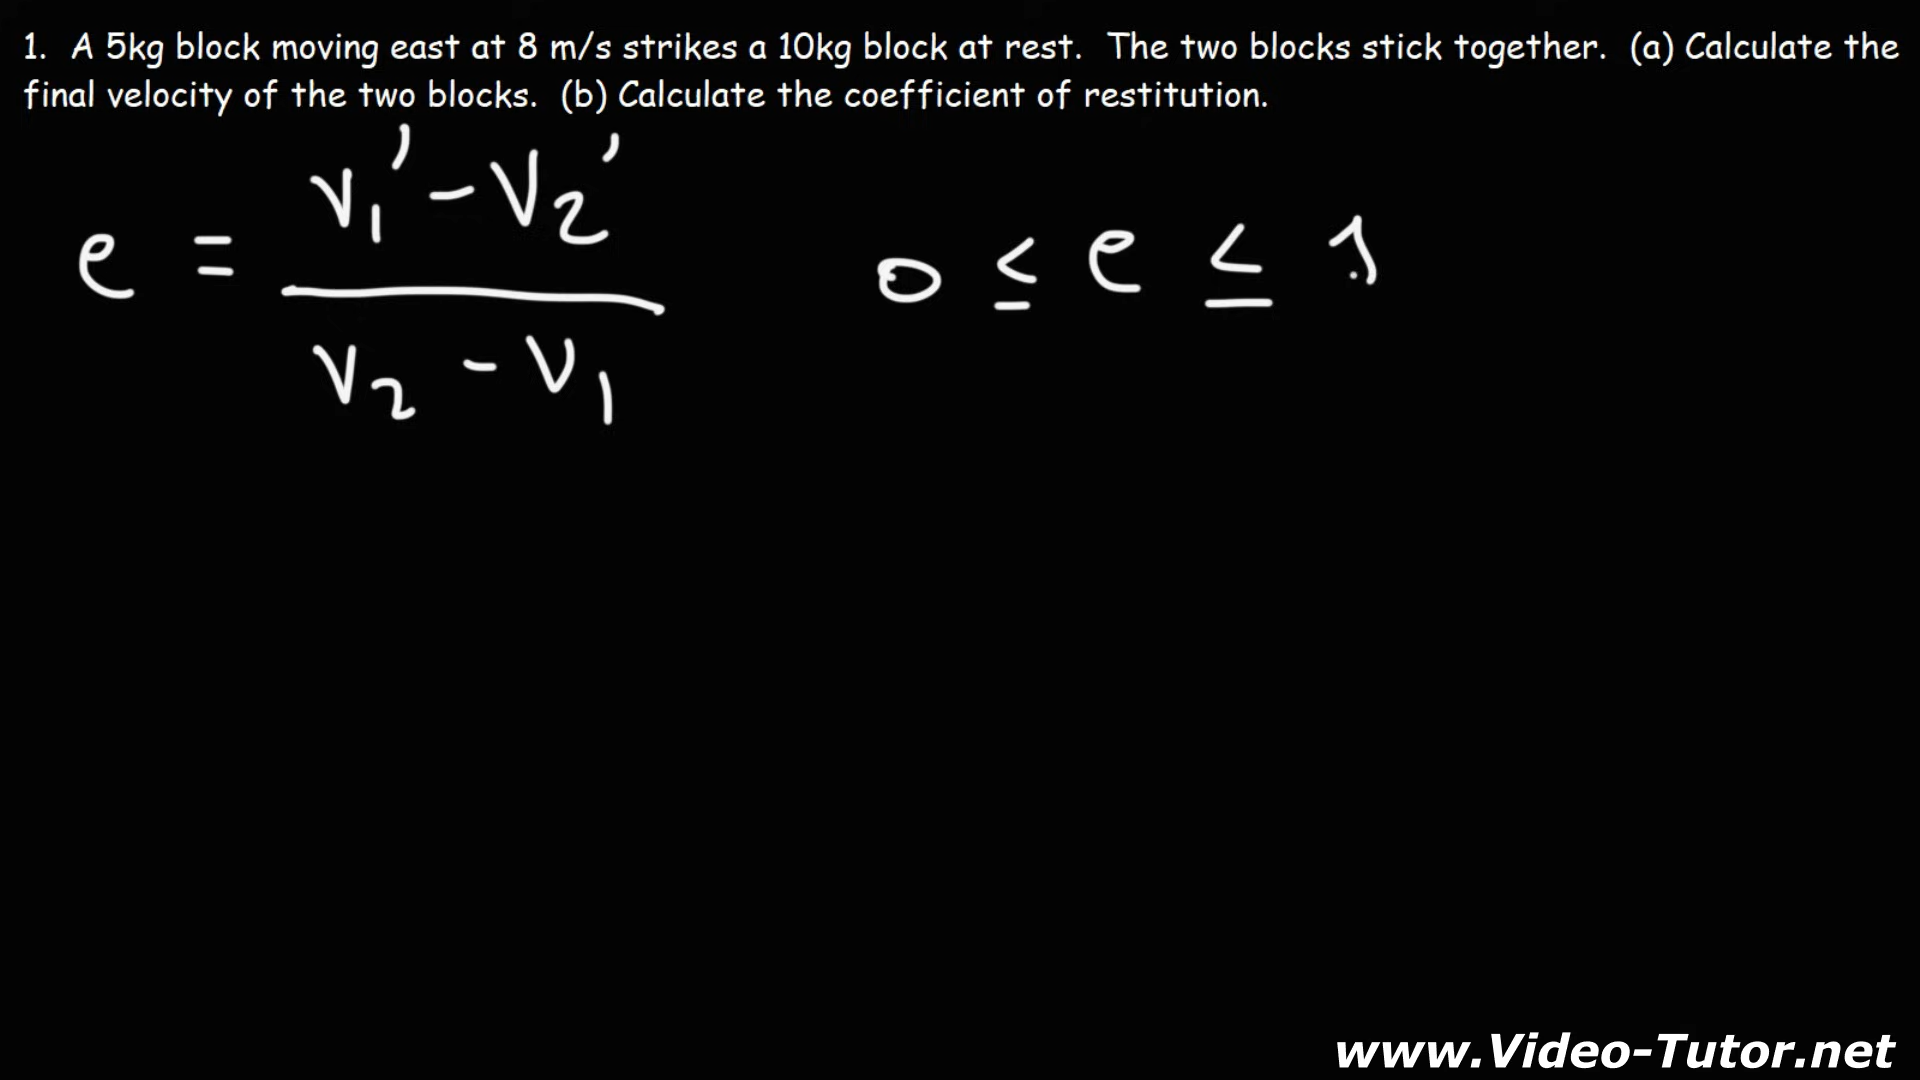 1. A 5kg block moving east at 8 m/s strikes a 10kg block at rest. The two blocks stick together. (a) Calculate the
final velocity of the two blocks. (b) Calculate the coefficient of restitution.
e = (v₁' - v₂') / (v₂ - v₁)
0 ≤ e ≤ 1
www.Video-Tutor.net